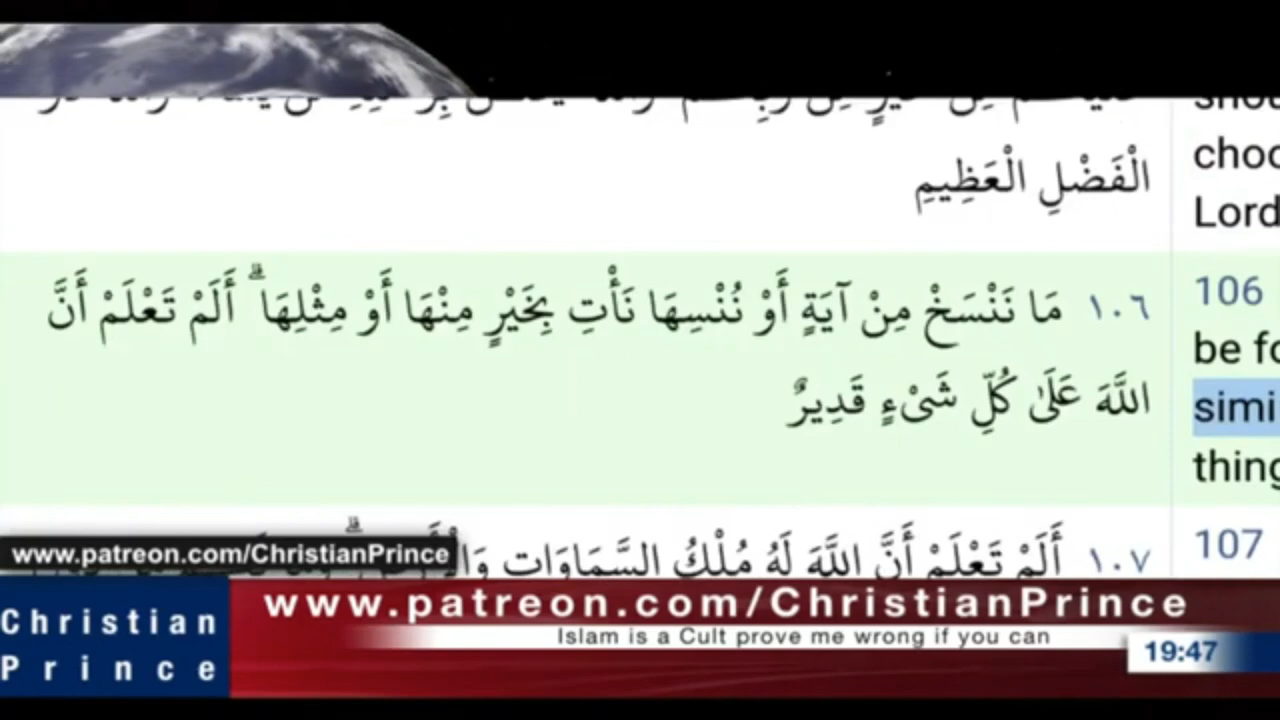 shou
الْفَضْلِ الْعَظِيمِ
choo
Lord
١٠٦ مَا نَنْسَخْ مِنْ آيَةٍ أَوْ نُنْسِهَا نَأْتِ بِخَيْرٍ مِنْهَا أَوْ مِثْلِهَا ۗ أَلَمْ تَعْلَمْ أَنَّ
اللَّهَ عَلَىٰ كُلِّ شَيْءٍ قَدِيرٌ
106
be fo
simi
thing
١٠٧ أَلَمْ تَعْلَمْ أَنَّ اللَّهَ لَهُ مُلْكُ السَّمَاوَاتِ
107
www.patreon.com/ChristianPrince
www.patreon.com/ChristianPrince
Islam is a Cult prove me wrong if you can
Christian
Prince
19:47